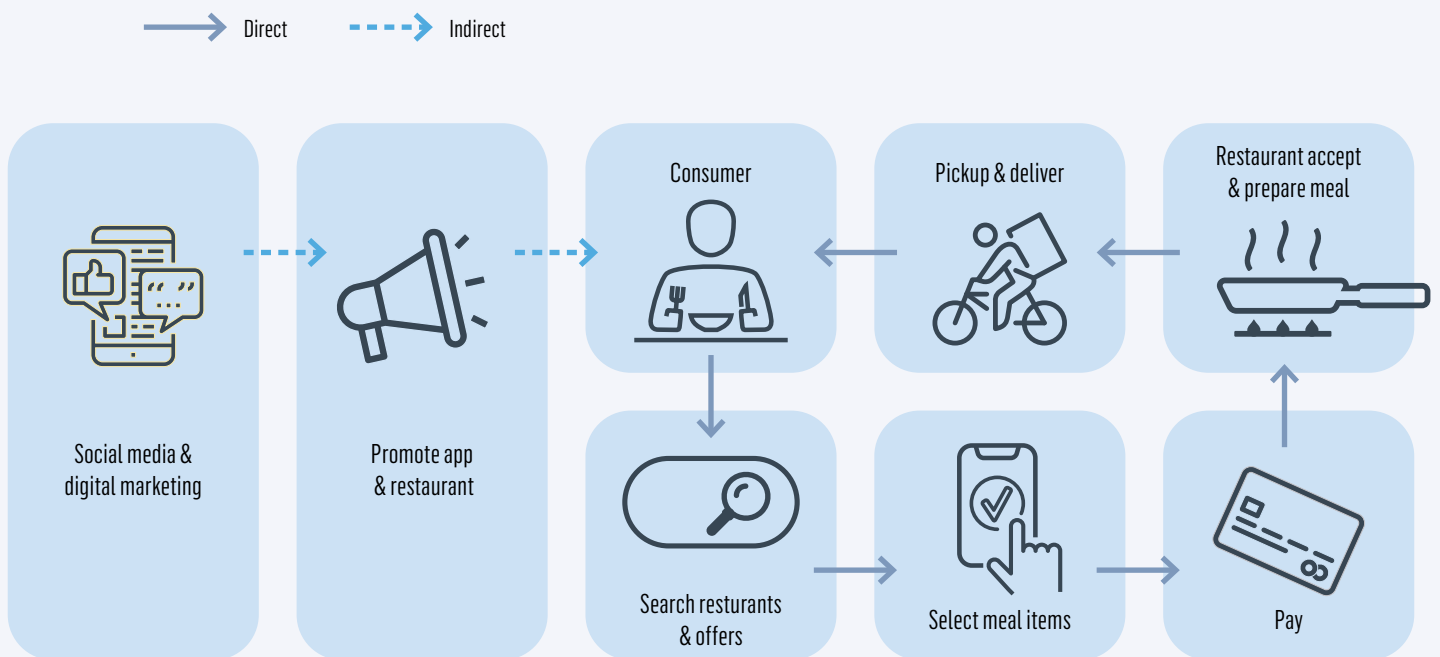 Direct
Indirect
Social media &
digital marketing
Promote app
& restaurant
Consumer
Pickup & deliver
Restaurant accept
& prepare meal
Search resturants
& offers
Select meal items
Pay